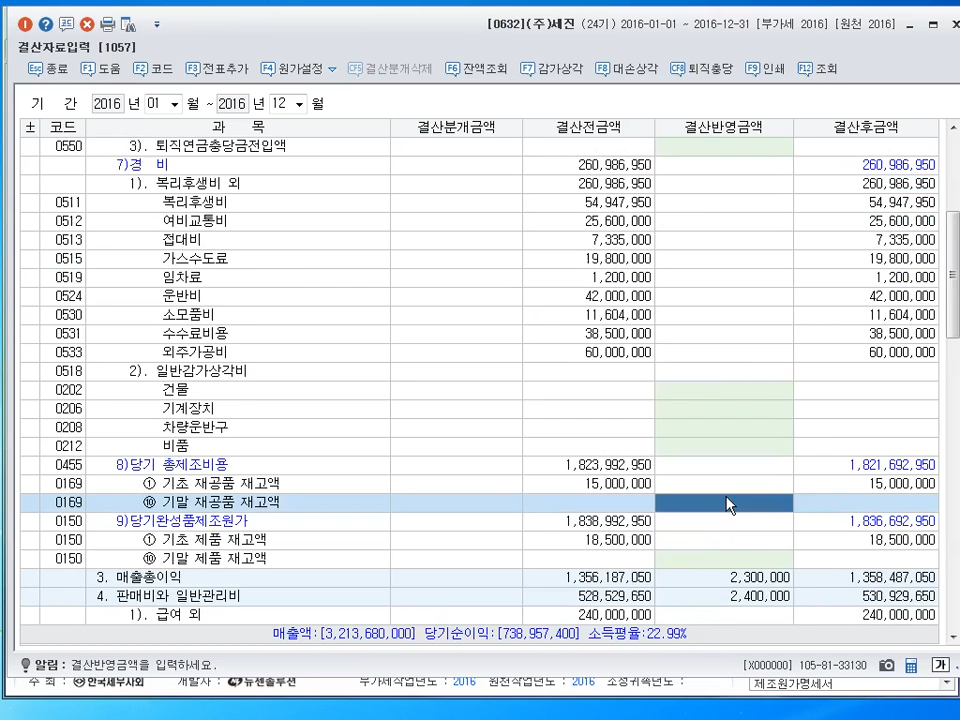 [0632](주)세진 (24기) 2016-01-01 ~ 2016-12-31 [부가세 2016] [원천 2016]
결산자료입력 [1057]
Esc 종료 F1 도움 F2 코드 F3 전표추가 F4 원가설정 CF5 결산분개삭제 F6 잔액조회 F7 감가상각 F8 대손상각 CF8 퇴직충당 F9 인쇄 F12 조회
기 간 2016 년 01 월 ~ 2016 년 12 월
± 코드 과 목 결산분개금액 결산전금액 결산반영금액 결산후금액
0550 3). 퇴직연금충당금전입액
7)경 비 260,986,950 260,986,950
1). 복리후생비 외 260,986,950 260,986,950
0511 복리후생비 54,947,950 54,947,950
0512 여비교통비 25,600,000 25,600,000
0513 접대비 7,335,000 7,335,000
0515 가스수도료 19,800,000 19,800,000
0519 임차료 1,200,000 1,200,000
0524 운반비 42,000,000 42,000,000
0530 소모품비 11,604,000 11,604,000
0531 수수료비용 38,500,000 38,500,000
0533 외주가공비 60,000,000 60,000,000
0518 2). 일반감가상각비
0202 건물
0206 기계장치
0208 차량운반구
0212 비품
0455 8)당기 총제조비용 1,823,992,950 1,821,692,950
0169 ① 기초 재공품 재고액 15,000,000 15,000,000
0169 ⑩ 기말 재공품 재고액
0150 9)당기완성품제조원가 1,838,992,950 1,836,692,950
0150 ① 기초 제품 재고액 18,500,000 18,500,000
0150 ⑩ 기말 제품 재고액
3. 매출총이익 1,356,187,050 2,300,000 1,358,487,050
4. 판매비와 일반관리비 528,529,650 2,400,000 530,929,650
1). 급여 외 240,000,000 240,000,000
매출액:[3,213,680,000] 당기순이익:[738,957,400] 소득평율:22.99%
알림 : 결산반영금액을 입력하세요. [X000000] 105-81-33130 가
주 최 : 한국세무사회 개발자 : 뉴젠솔루션 부가세작업년도 : 2016 원천작업년도 : 2016 소칭귀속년도 : 제조원가명세서